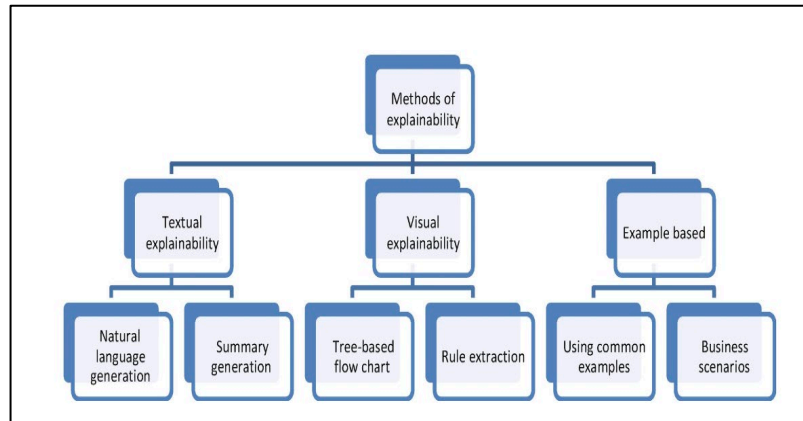 Methods of
explainability
Textual
explainability
Visual
explainability
Example based
Natural
language
generation
Summary
generation
Tree-based
flow chart
Rule extraction
Using common
examples
Business
scenarios